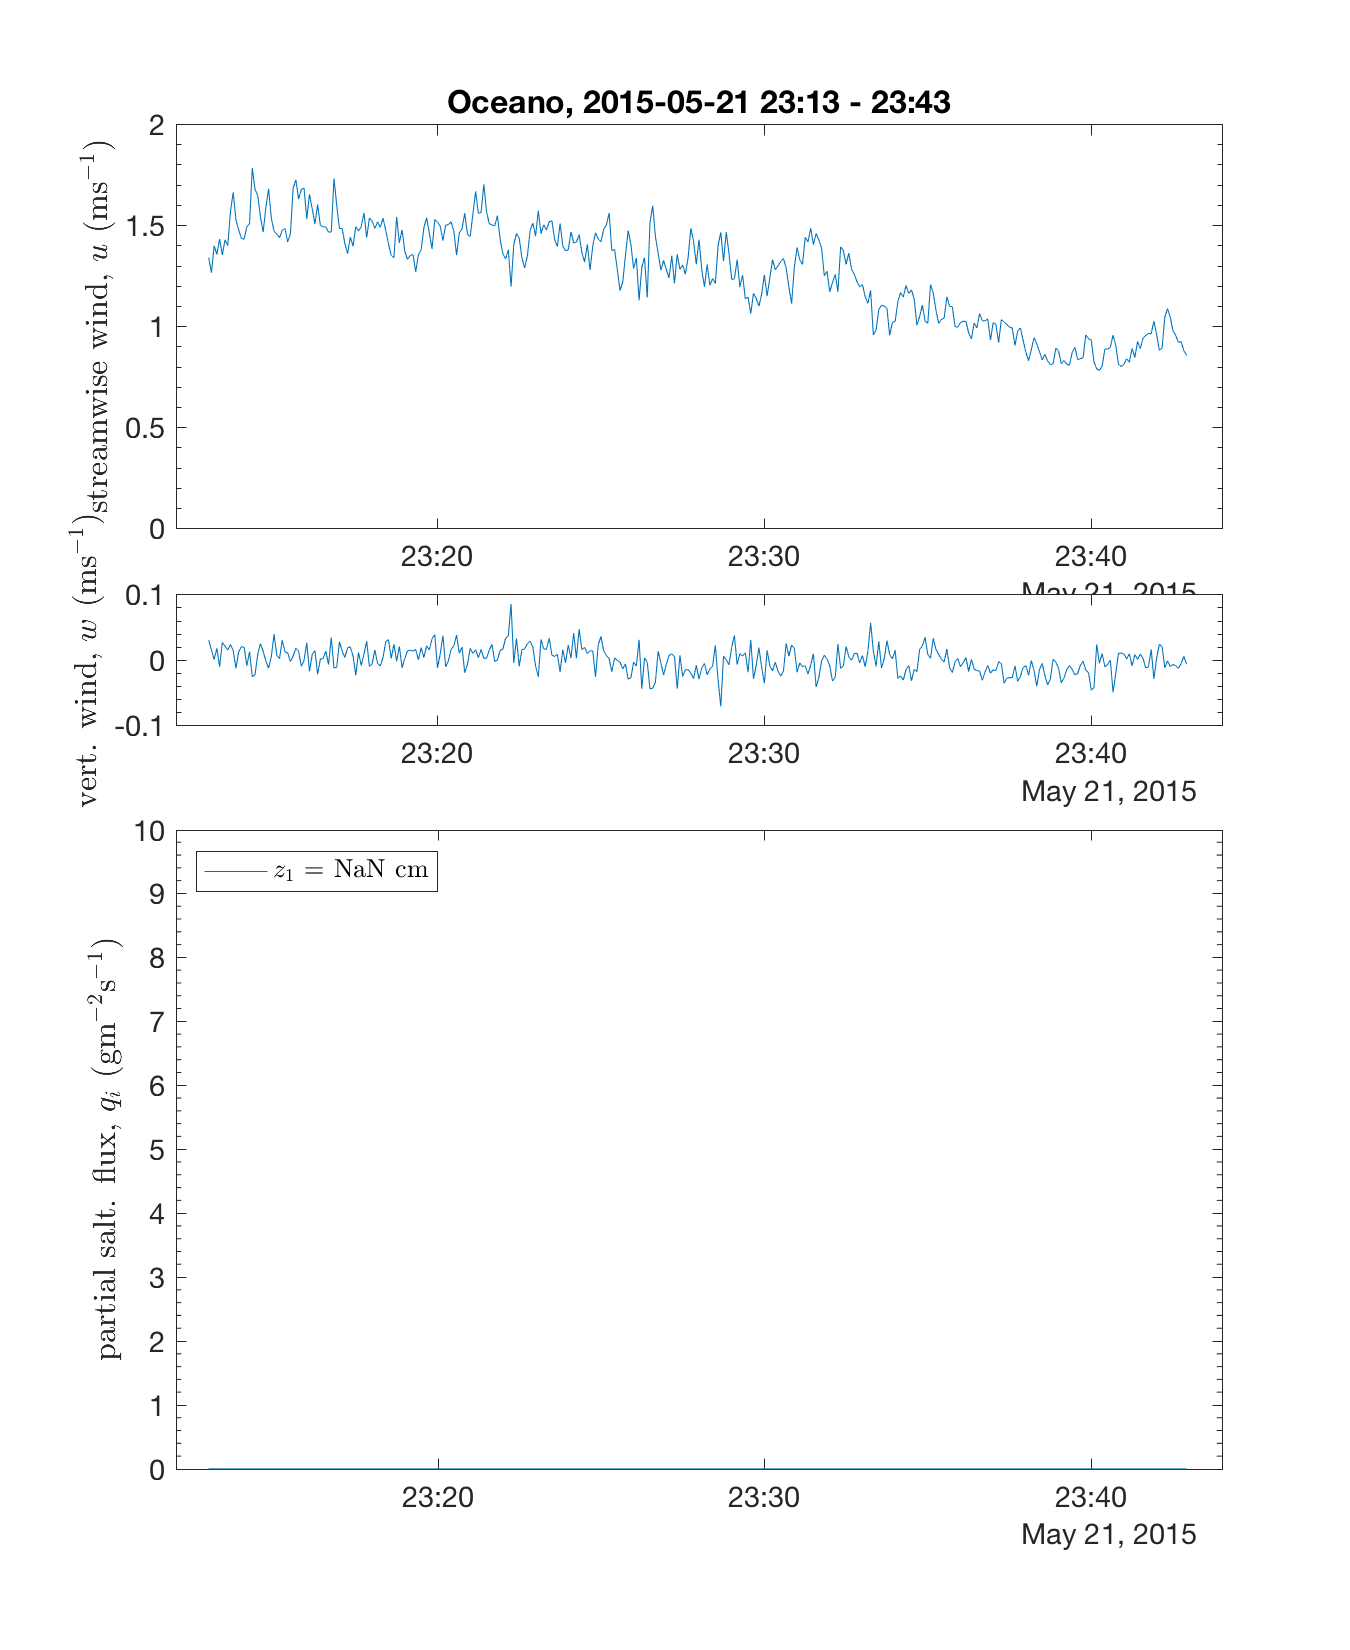 Oceano, 2015-05-21 23:13 - 23:43
2
1.5
1
0.5
0
streamwise wind, u (ms⁻¹)
23:20 23:30 23:40
May 21, 2015
0.1
0
-0.1
vert. wind, w (ms⁻¹)
23:20 23:30 23:40
May 21, 2015
10
9
8
7
6
5
4
3
2
1
0
z₁ = NaN cm
partial salt. flux, qᵢ (gm⁻²s⁻¹)
23:20 23:30 23:40
May 21, 2015